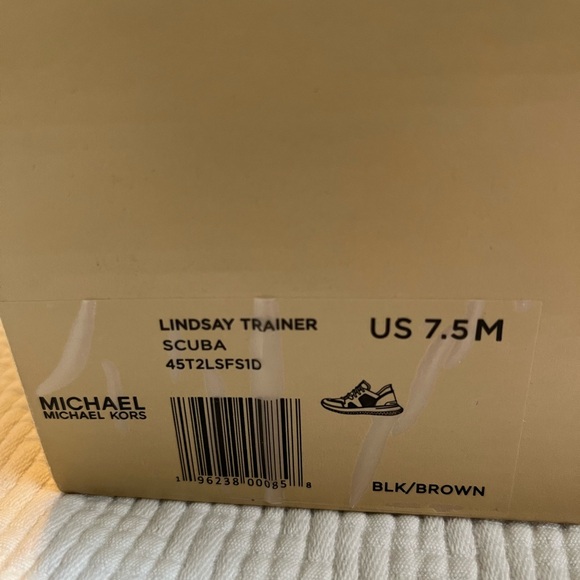 LINDSAY TRAINER
SCUBA
45T2LSFS1D
US 7.5M
MICHAEL
MICHAEL KORS
1 96238 00085 8
BLK/BROWN